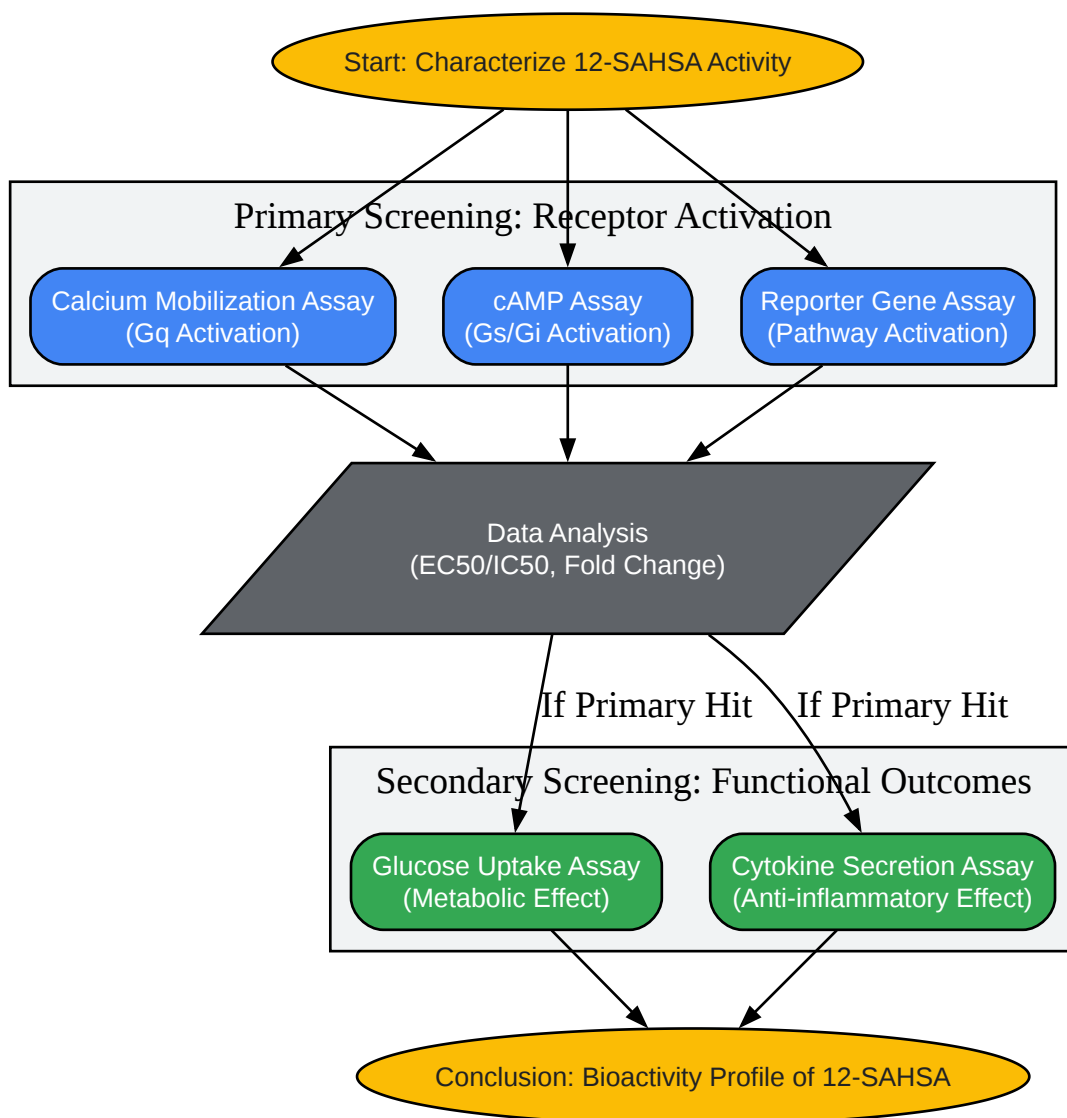 Start: Characterize 12-SAHSA Activity
Primary Screening: Receptor Activation
Calcium Mobilization Assay
(Gq Activation)
cAMP Assay
(Gs/Gi Activation)
Reporter Gene Assay
(Pathway Activation)
Data Analysis
(EC50/IC50, Fold Change)
If Primary Hit
If Primary Hit
Secondary Screening: Functional Outcomes
Glucose Uptake Assay
(Metabolic Effect)
Cytokine Secretion Assay
(Anti-inflammatory Effect)
Conclusion: Bioactivity Profile of 12-SAHSA